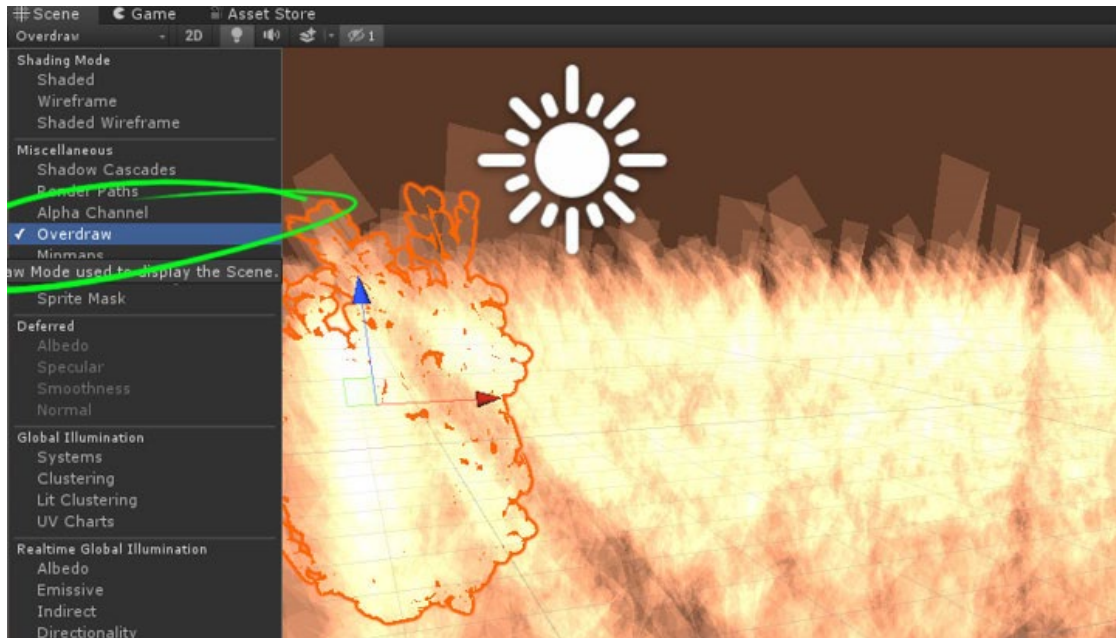 Scene Game Asset Store
Overdraw 2D 1
Shading Mode
Shaded
Wireframe
Shaded Wireframe
Miscellaneous
Shadow Cascades
Render Paths
Alpha Channel
✓ Overdraw
Mipmaps
aw Mode used to display the Scene.
Sprite Mask
Deferred
Albedo
Specular
Smoothness
Normal
Global Illumination
Systems
Clustering
Lit Clustering
UV Charts
Realtime Global Illumination
Albedo
Emissive
Indirect
Directionality